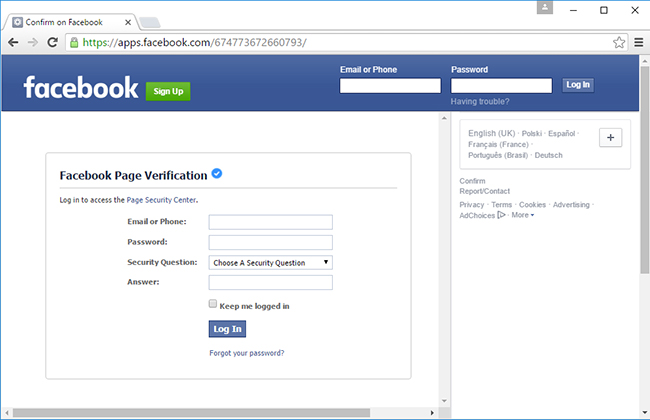 Confirm on Facebook
https://apps.facebook.com/674773672660793/
facebook
Sign Up
Email or Phone
Password
Log In
Having trouble?
Facebook Page Verification
Log in to access the Page Security Center.
Email or Phone:
Password:
Security Question: Choose A Security Question
Answer:
Keep me logged in
Log In
Forgot your password?
English (UK) · Polski · Español ·
Français (France) ·
Português (Brasil) · Deutsch
+
Confirm
Report/Contact
Privacy · Terms · Cookies · Advertising ·
AdChoices · More